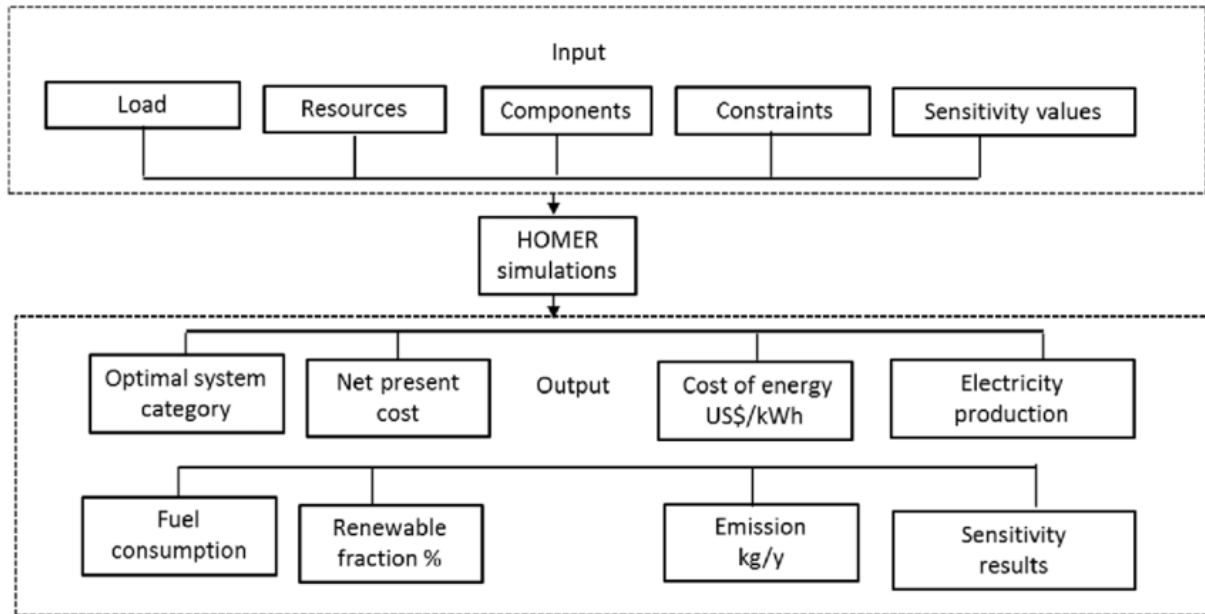 Input
Load
Resources
Components
Constraints
Sensitivity values
HOMER
simulations
Optimal system
category
Net present
cost
Output
Cost of energy
US$/kWh
Electricity
production
Fuel
consumption
Renewable
fraction %
Emission
kg/y
Sensitivity
results